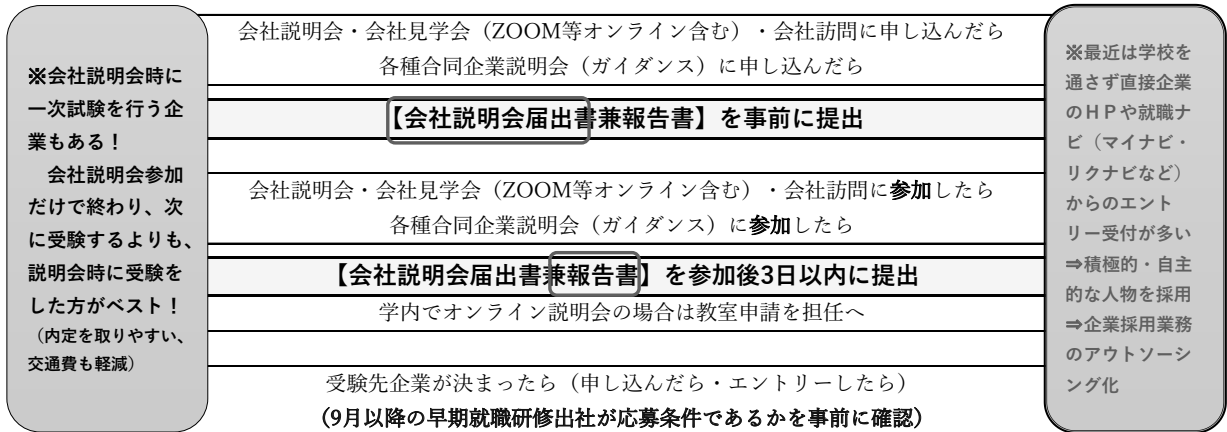 ※会社説明会時に
一次試験を行う企
業もある！
　会社説明会参加
だけで終わり、次
に受験するよりも、
説明会時に受験を
した方がベスト！
（内定を取りやすい、
交通費も軽減）
会社説明会・会社見学会（ZOOM等オンライン含む）・会社訪問に申し込んだら
各種合同企業説明会（ガイダンス）に申し込んだら
【会社説明会届出書兼報告書】を事前に提出
会社説明会・会社見学会（ZOOM等オンライン含む）・会社訪問に参加したら
各種合同企業説明会（ガイダンス）に参加したら
【会社説明会届出書兼報告書】を参加後3日以内に提出
学内でオンライン説明会の場合は教室申請を担任へ
受験先企業が決まったら（申し込んだら・エントリーしたら）
（9月以降の早期就職研修出社が応募条件であるかを事前に確認）
※最近は学校を
通さず直接企業
のＨＰや就職ナ
ビ（マイナビ・
リクナビなど）
からのエント
リー受付が多い
⇒積極的・自主
的な人物を採用
⇒企業採用業務
のアウトソーシ
ング化